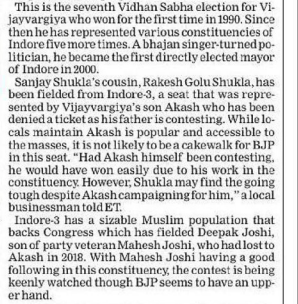 This is the seventh Vidhan Sabha election for Vi-
jayvargiya who won for the first time in 1990. Since
then he has represented various constituencies of
Indore five more times. A bhajan singer-turned po-
litician, he became the first directly elected mayor
of Indore in 2000.
Sanjay Shukla's cousin, Rakesh Golu Shukla, has
been fielded from Indore-3, a seat that was repre-
sented by Vijayvargiya's son Akash who has been
denied a ticket as his father is contesting. While lo-
cals maintain Akash is popular and accessible to
the masses, it is not likely to be a cakewalk for BJP
in this seat. "Had Akash himself been contesting,
he would have won easily due to his work in the
constituency. However, Shukla may find the going
tough despite Akash campaigning for him," a local
businessman told ET.
Indore-3 has a sizable Muslim population that
backs Congress which has fielded Deepak Joshi,
son of party veteran Mahesh Joshi, who had lost to
Akash in 2018. With Mahesh Joshi having a good
following in this constituency, the contest is being
keenly watched though BJP seems to have an upp-
er hand.